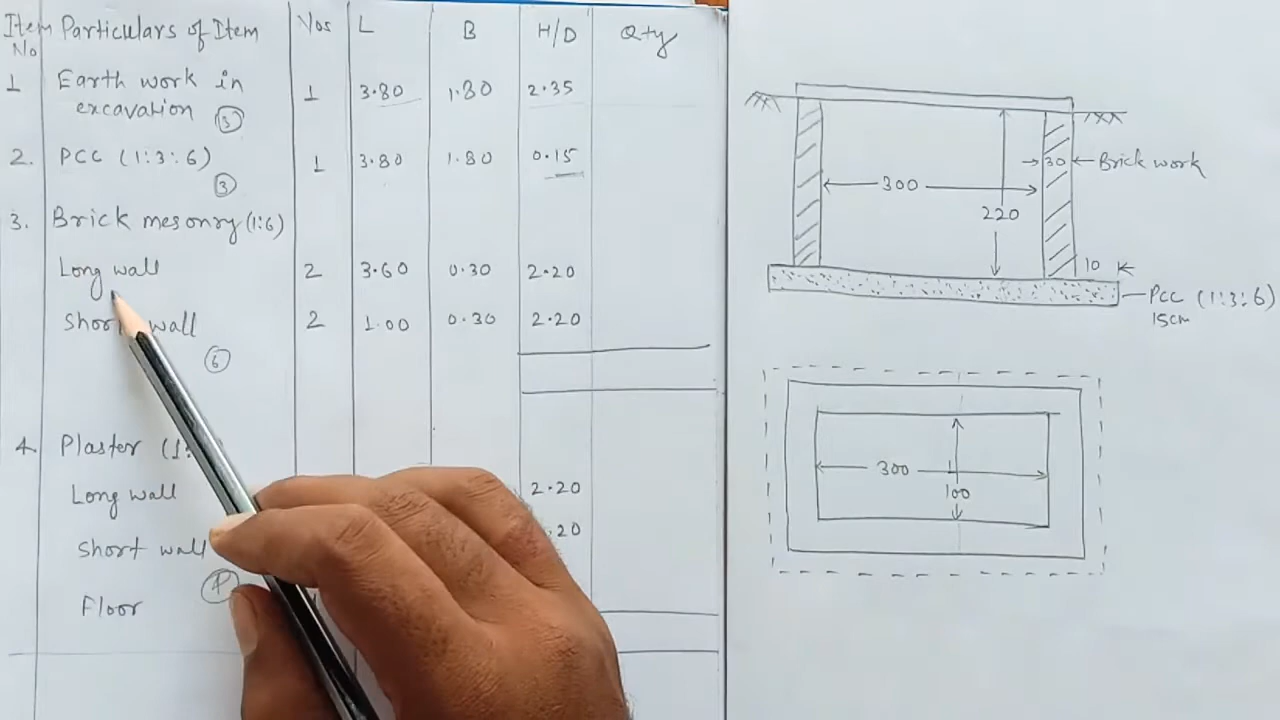 Item Particulars of Item Nos L B H/D Qty
No
1 Earth work in 1 3.80 1.80 2.35
excavation (3)
2. PCC (1:3:6) 1 3.80 1.80 0.15
(3)
3. Brick mesonry (1:6)
Long wall 2 3.60 0.30 2.20
Short wall 2 1.00 0.30 2.20
(6)
4. Plaster (1:
Long wall 2.20
Short wall .20
Floor
30 Brick work
300
220
10
PCC (1:3:6)
15cm
300
100